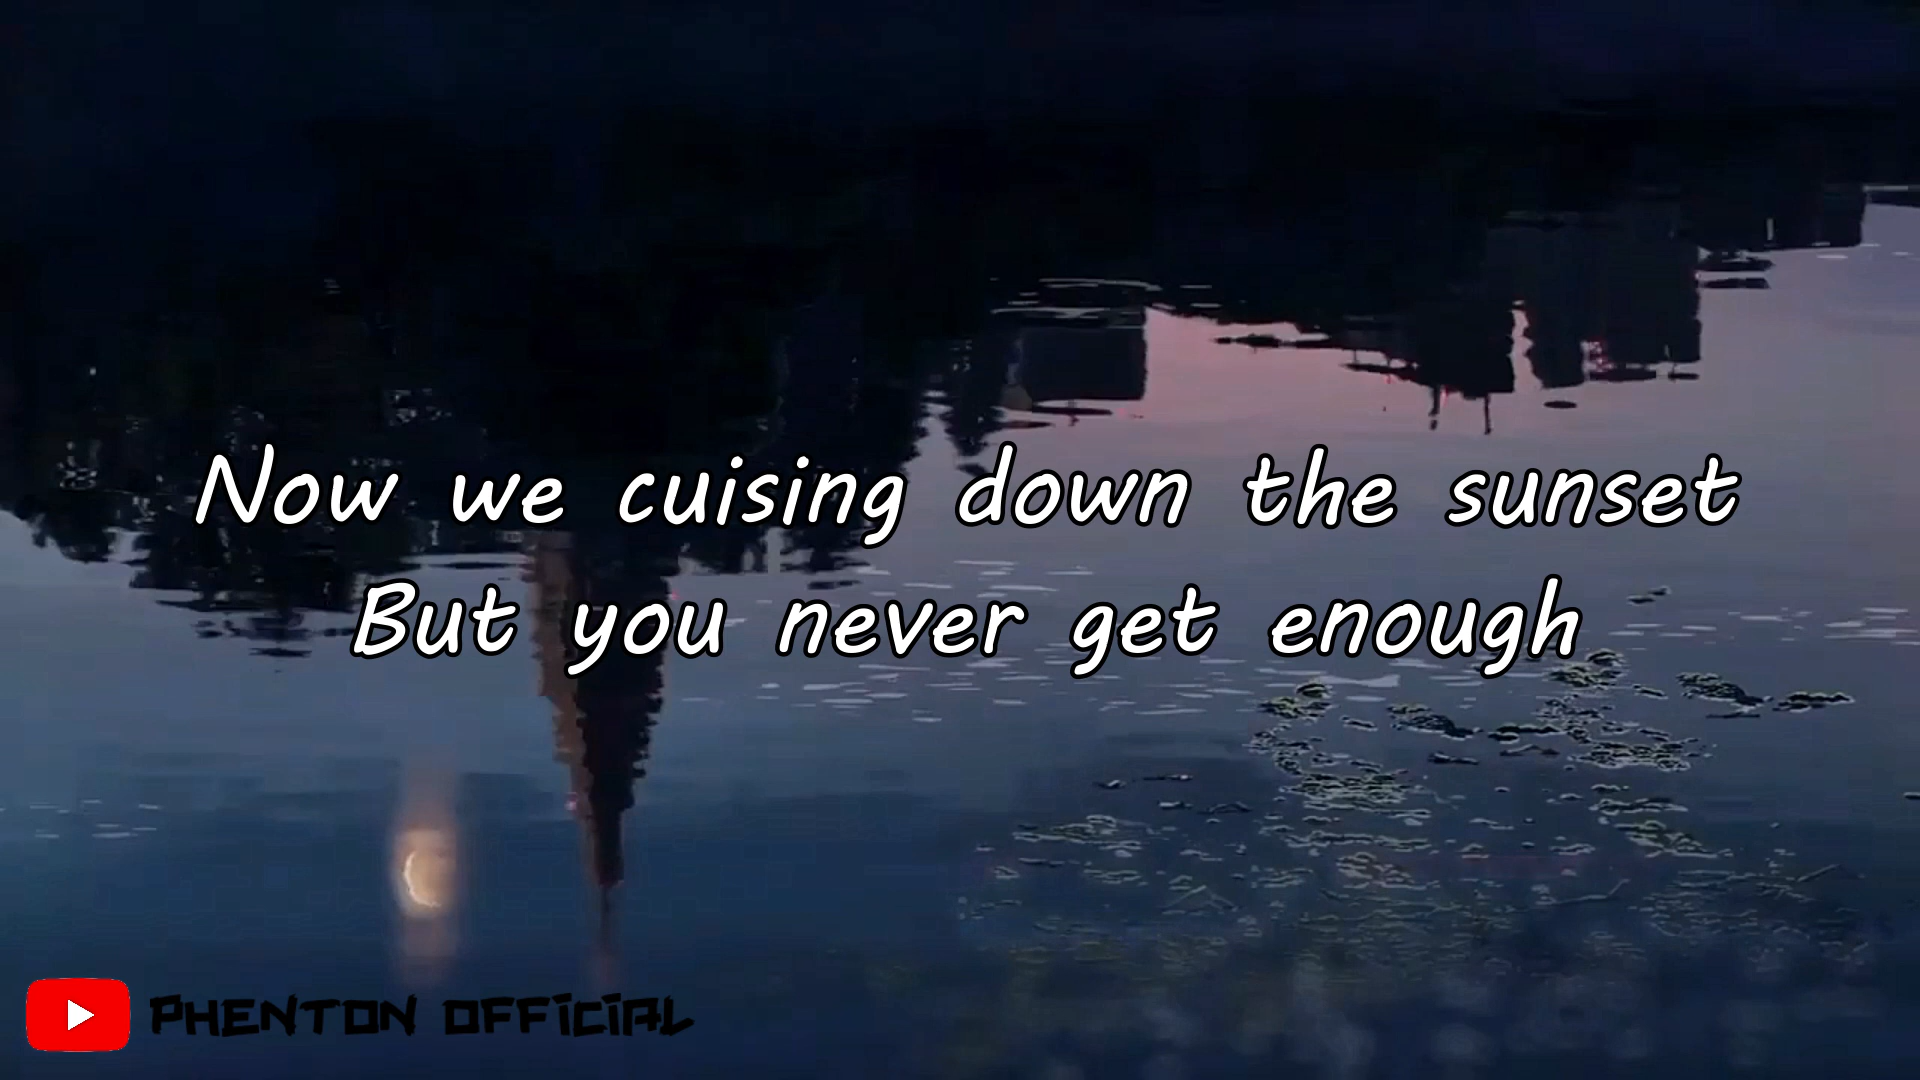 Now we cuising down the sunset
But you never get enough
PHENTON OFFICIAL